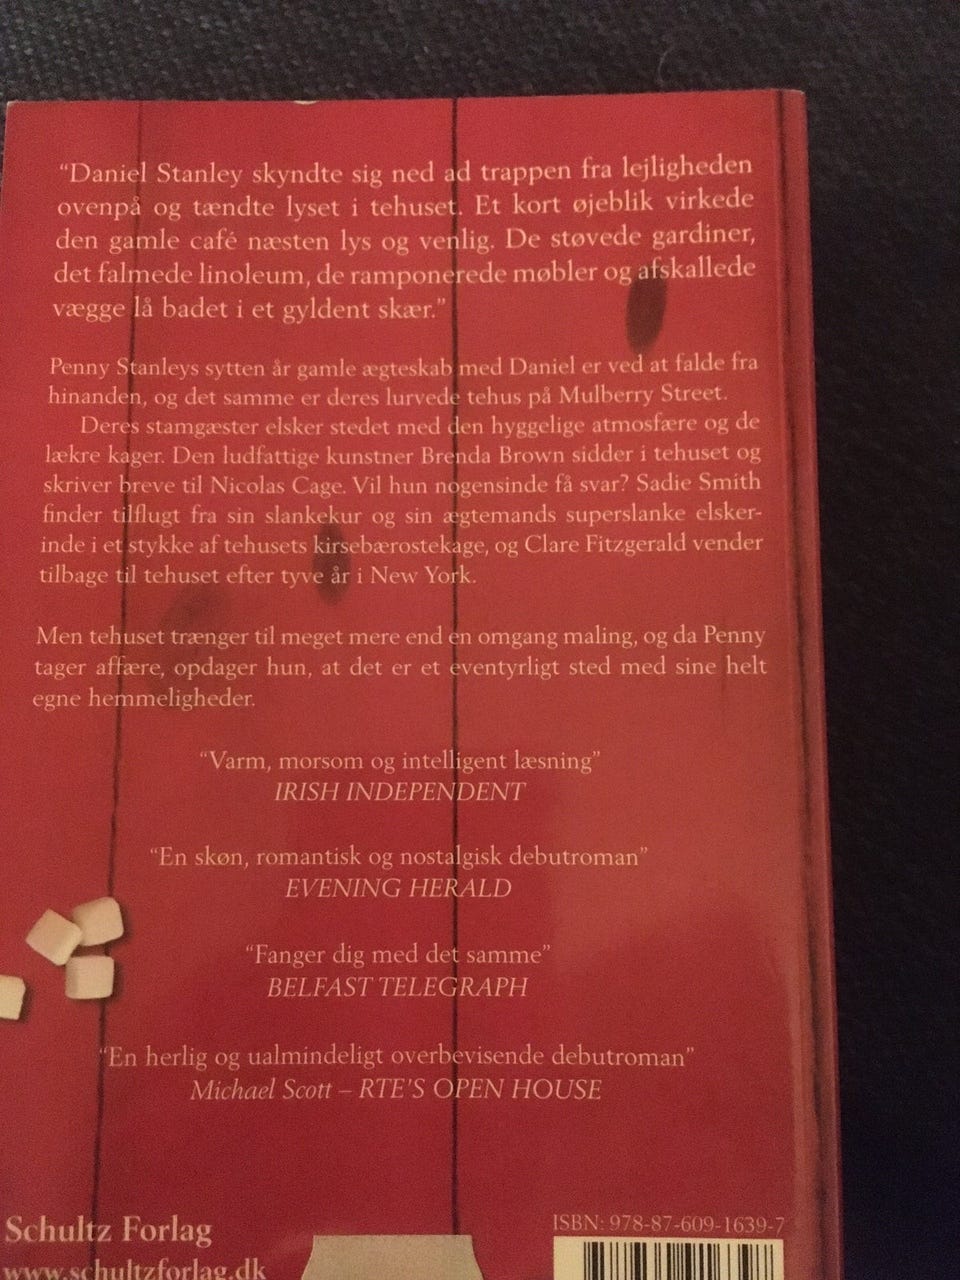 “Daniel Stanley skyndte sig ned ad trappen fra lejligheden
ovenpå og tændte lyset i tehuset. Et kort øjeblik virkede
den gamle café næsten lys og venlig. De støvede gardiner,
det falmede linoleum, de ramponerede møbler og afskallede
vægge lå badet i et gyldent skær.”
Penny Stanleys sytten år gamle ægteskab med Daniel er ved at falde fra
hinanden, og det samme er deres lurvede tehus på Mulberry Street.
Deres stamgæster elsker stedet med den hyggelige atmosfære og de
lækre kager. Den ludfattige kunstner Brenda Brown sidder i tehuset og
skriver breve til Nicolas Cage. Vil hun nogensinde få svar? Sadie Smith
finder tilflugt fra sin slankekur og sin ægtemands superslanke elsker-
inde i et stykke af tehusets kirsebærostekage, og Clare Fitzgerald vender
tilbage til tehuset efter tyve år i New York.
Men tehuset trænger til meget mere end en omgang maling, og da Penny
tager affære, opdager hun, at det er et eventyrligt sted med sine helt
egne hemmeligheder.
“Varm, morsom og intelligent læsning”
IRISH INDEPENDENT
“En skøn, romantisk og nostalgisk debutroman”
EVENING HERALD
“Fanger dig med det samme”
BELFAST TELEGRAPH
“En herlig og ualmindeligt overbevisende debutroman”
Michael Scott – RTE’S OPEN HOUSE
Schultz Forlag
www.schultzforlag.dk
ISBN: 978-87-609-1639-7